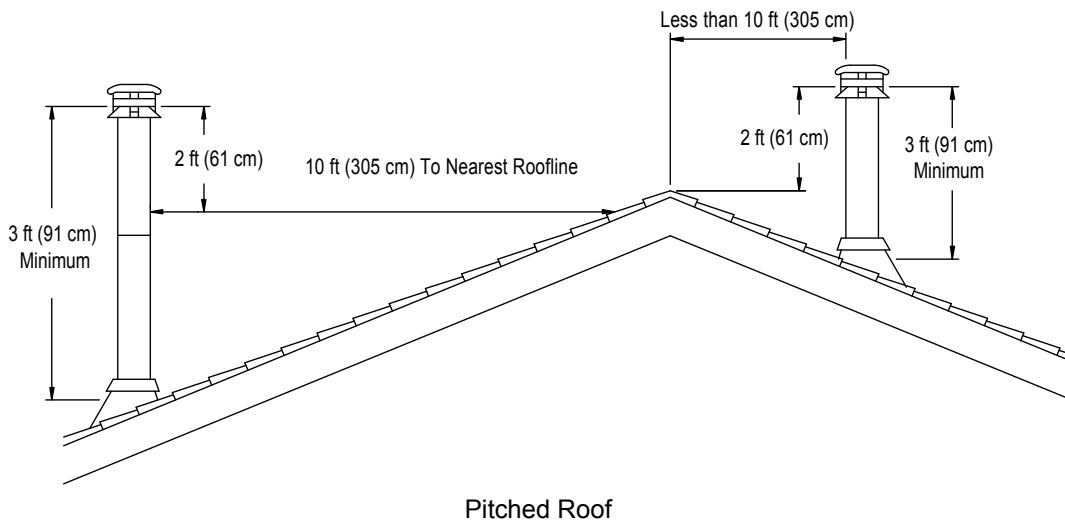 Less than 10 ft (305 cm)
2 ft (61 cm)
10 ft (305 cm) To Nearest Roofline
3 ft (91 cm)
Minimum
2 ft (61 cm)
3 ft (91 cm)
Minimum
Pitched Roof